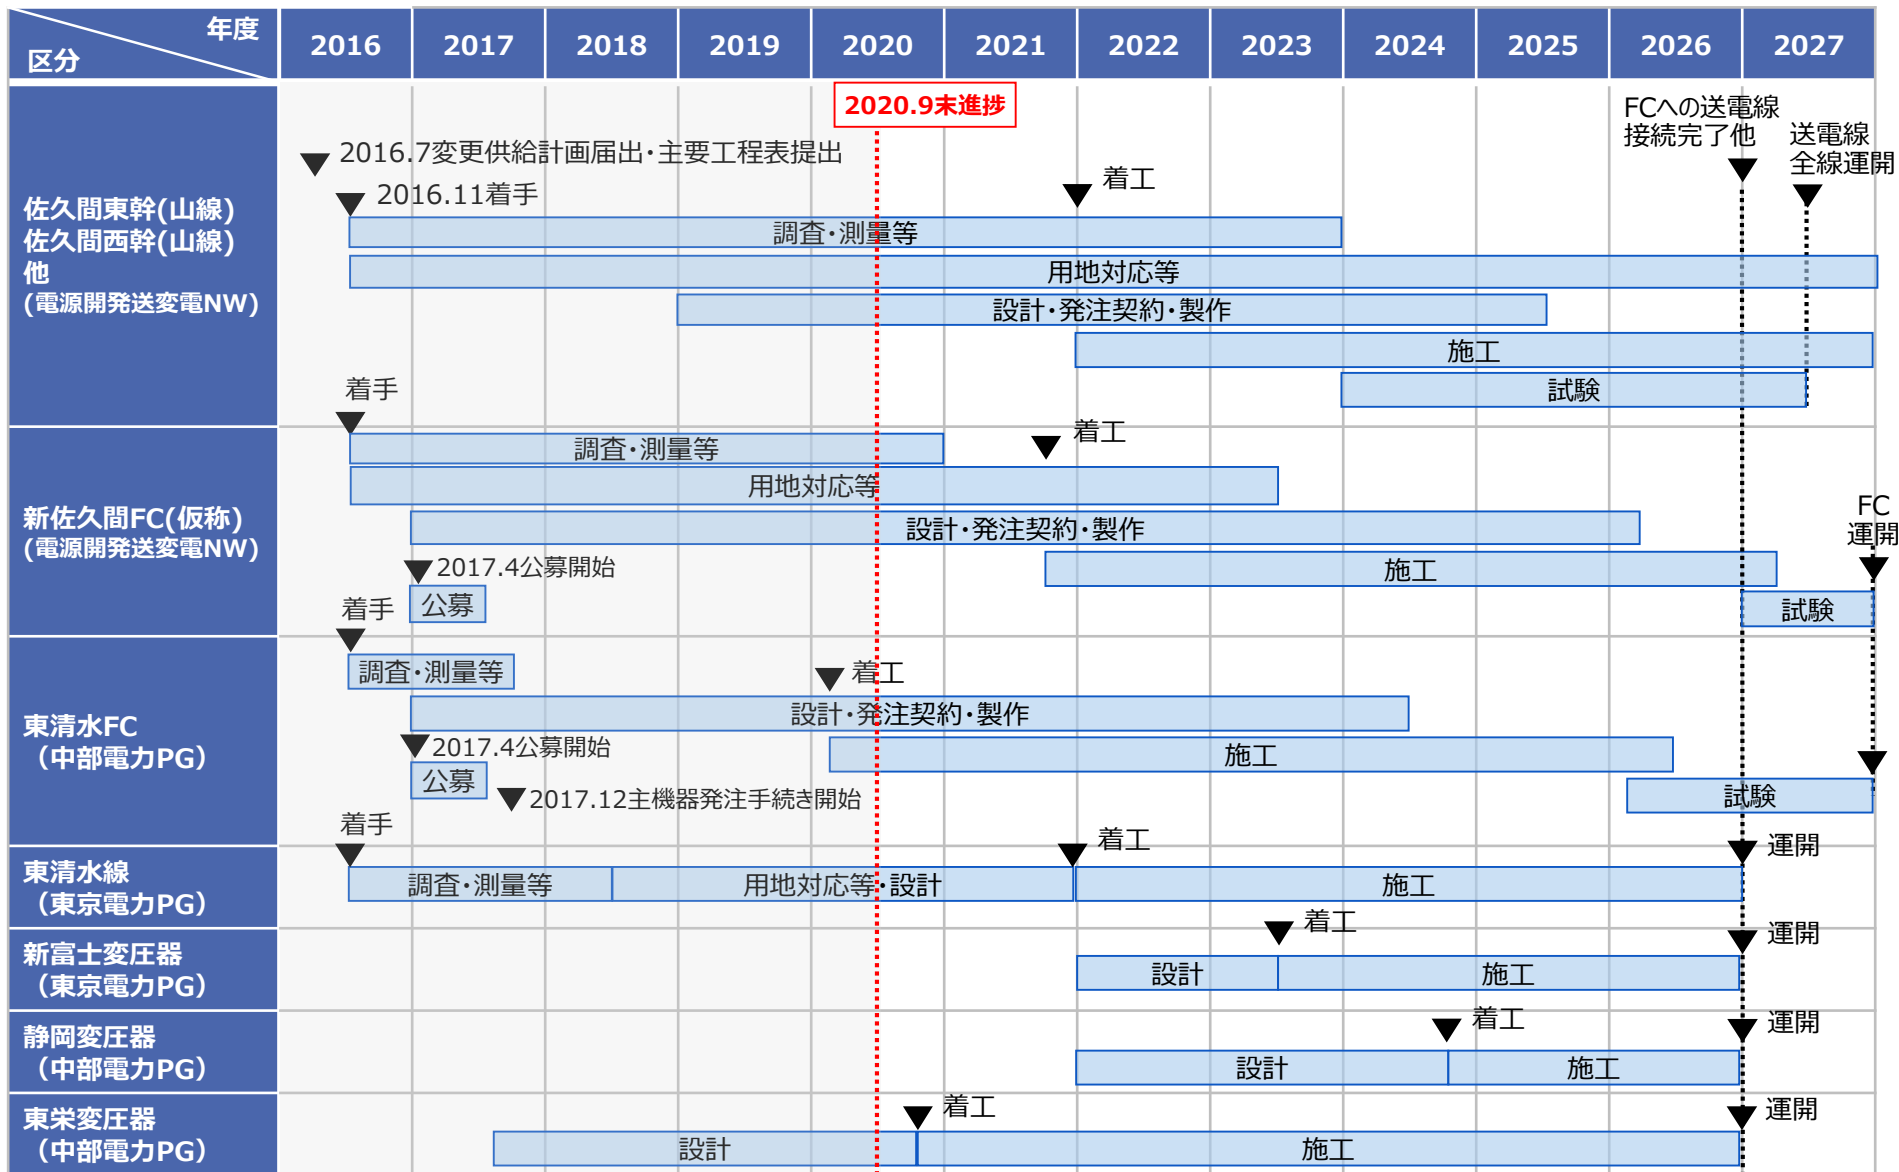 年度
区分
2016 2017 2018 2019 2020 2021 2022 2023 2024 2025 2026 2027
2020.9末進捗
FCへの送電線
接続完了他
送電線
全線運開
佐久間東幹(山線)
佐久間西幹(山線)
他
(電源開発送変電NW)
2016.7変更供給計画届出・主要工程表提出
2016.11着手
着工
調査・測量等
用地対応等
設計・発注契約・製作
施工
試験
新佐久間FC(仮称)
(電源開発送変電NW)
着手
着工
調査・測量等
用地対応等
設計・発注契約・製作
FC
運開
2017.4公募開始
施工
公募
試験
東清水FC
（中部電力PG）
着手
調査・測量等
着工
設計・発注契約・製作
2017.4公募開始
施工
公募
2017.12主機器発注手続き開始
試験
東清水線
（東京電力PG）
着手
着工
運開
調査・測量等
用地対応等・設計
施工
新富士変圧器
（東京電力PG）
着工
運開
設計
施工
静岡変圧器
（中部電力PG）
着工
運開
設計
施工
東栄変圧器
（中部電力PG）
着工
運開
設計
施工